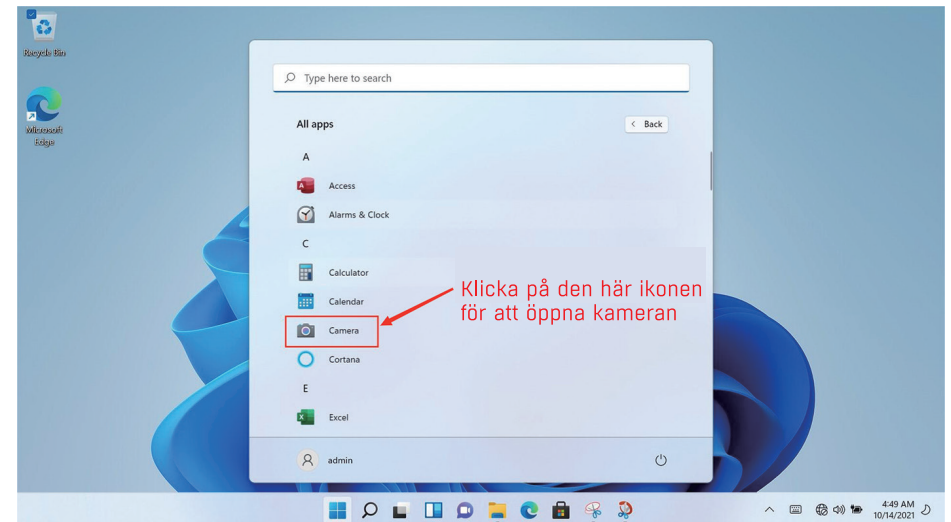 Recycle Bin
Microsoft
Edge
Type here to search
All apps
< Back
A
Access
Alarms & Clock
C
Calculator
Calendar
Camera
Cortana
E
Excel
admin
Klicka på den här ikonen
för att öppna kameran
4:49 AM
10/14/2021